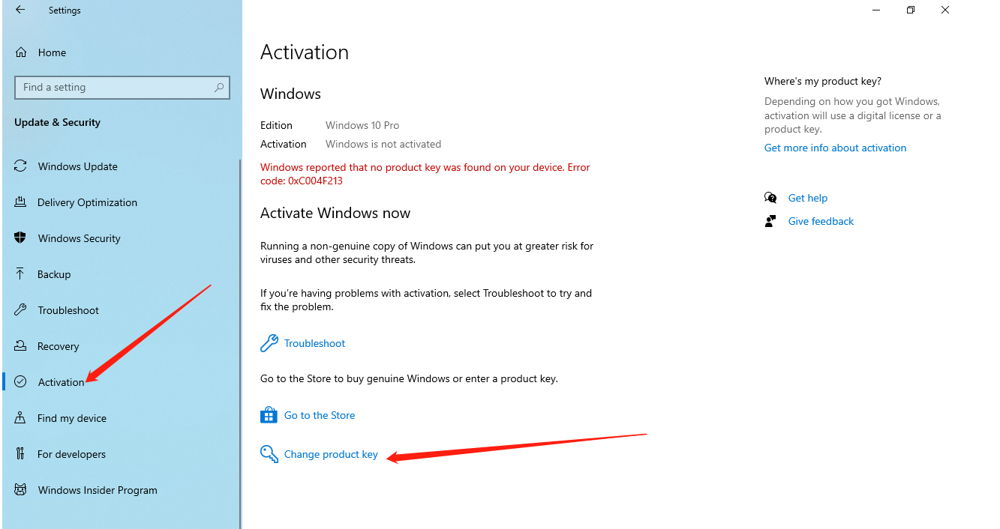 Settings
Home
Find a setting
Update & Security
Windows Update
Delivery Optimization
Windows Security
Backup
Troubleshoot
Recovery
Activation
Find my device
For developers
Windows Insider Program
Activation
Windows
Edition Windows 10 Pro
Activation Windows is not activated
Windows reported that no product key was found on your device. Error
code: 0xC004F213
Activate Windows now
Running a non-genuine copy of Windows can put you at greater risk for
viruses and other security threats.
If you’re having problems with activation, select Troubleshoot to try and
fix the problem.
Troubleshoot
Go to the Store to buy genuine Windows or enter a product key.
Go to the Store
Change product key
Where's my product key?
Depending on how you got Windows,
activation will use a digital license or a
product key.
Get more info about activation
Get help
Give feedback